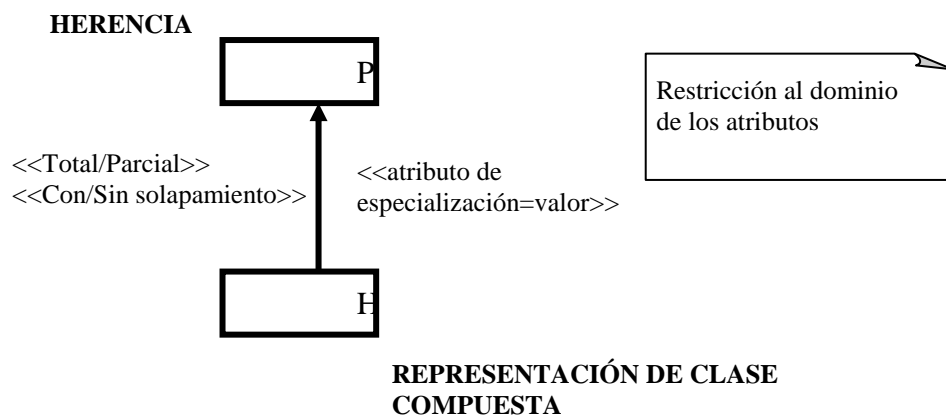 HERENCIA
P
Restricción al dominio
de los atributos
<<Total/Parcial>>
<<Con/Sin solapamiento>>
<<atributo de
especialización=valor>>
H
REPRESENTACIÓN DE CLASE
COMPUESTA